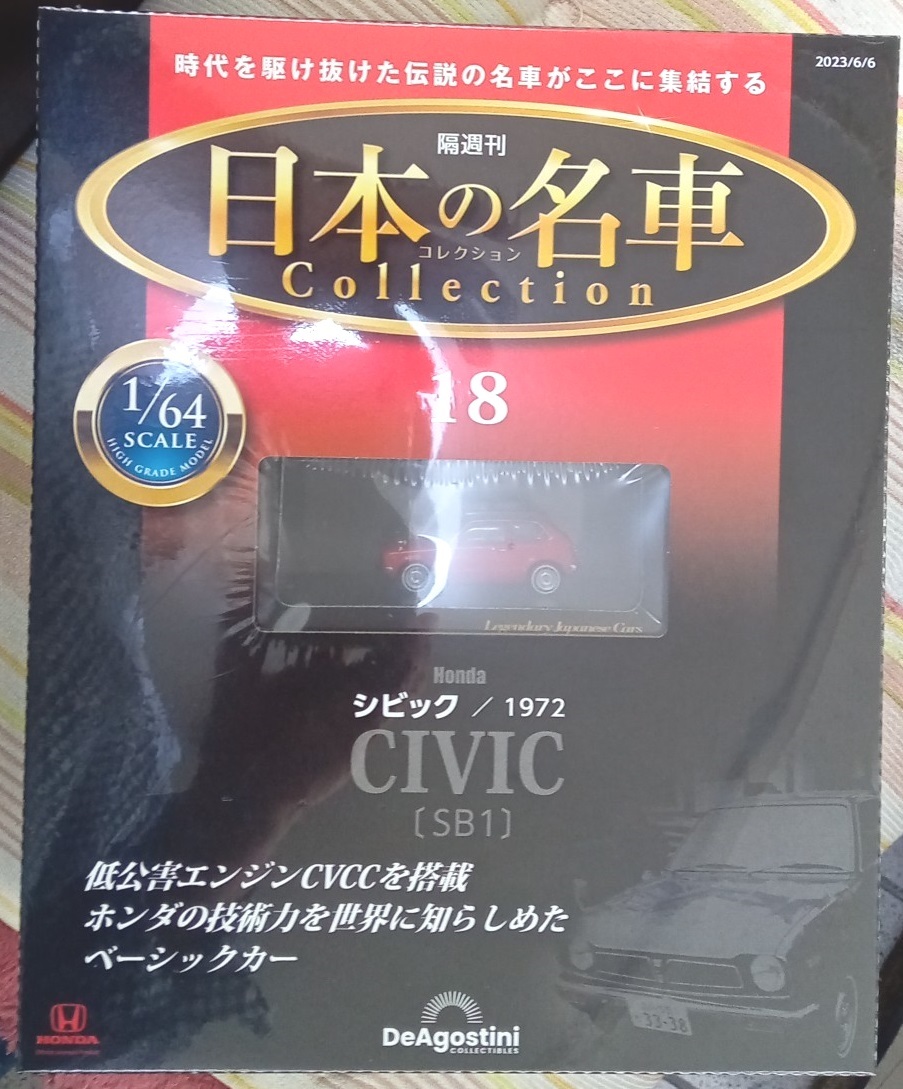 時代を駆け抜けた伝説の名車がここに集結する
2023/6/6
隔週刊
日本の名車
コレクション
Collection
1/64
SCALE
HIGH GRADE MODEL
18
Legendary Japanese Cars
Honda
シビック / 1972
CIVIC
〔SB1〕
低公害エンジンCVCCを搭載
ホンダの技術力を世界に知らしめた
ベーシックカー
33-38
HONDA
DeAgostini
COLLECTIBLES